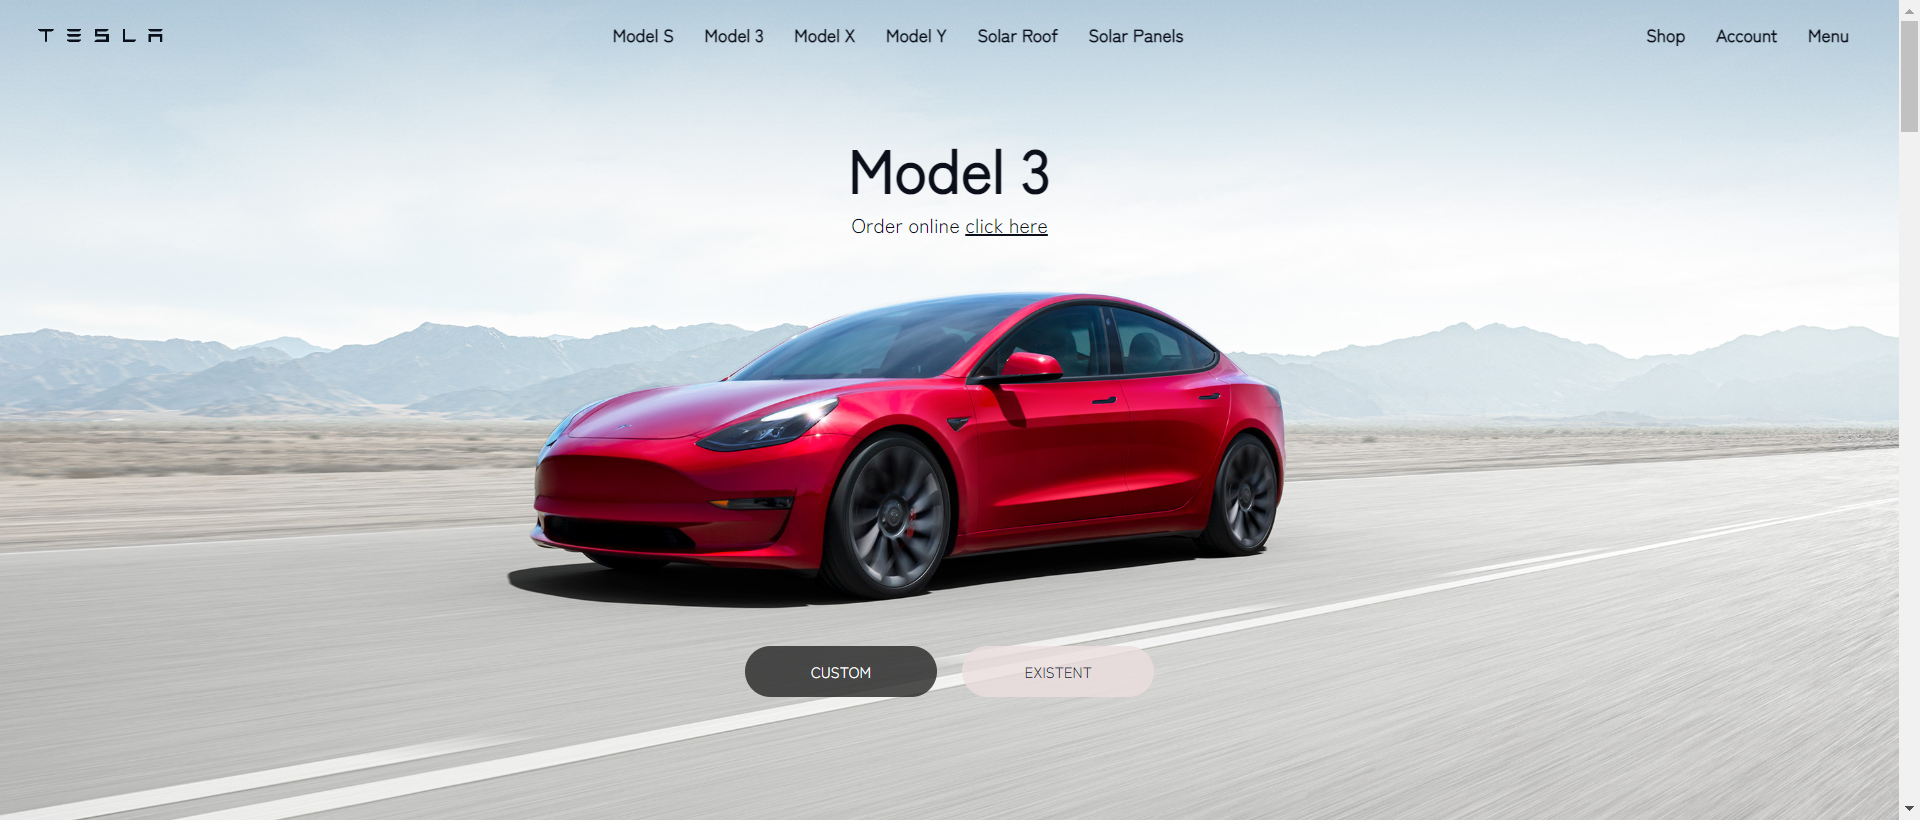 TESLA
Model S Model 3 Model X Model Y Solar Roof Solar Panels
Shop Account Menu
Model 3
Order online click here
CUSTOM
EXISTENT